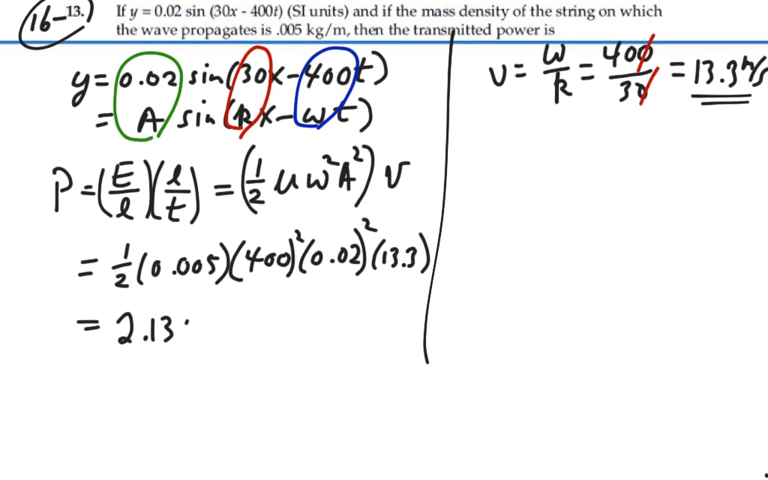 16-13.) If y = 0.02 sin (30x - 400t) (SI units) and if the mass density of the string on which
the wave propagates is .005 kg/m, then the transmitted power is
y = 0.02 sin(30x - 400t)
= A sin(kx - ωt)
P = (E/l)(l/t) = (1/2 μ ω² A²) v
= 1/2 (0.005)(400)²(0.02)²(13.3)
= 2.13
v = ω/k = 400/30 = 13.3 m/s